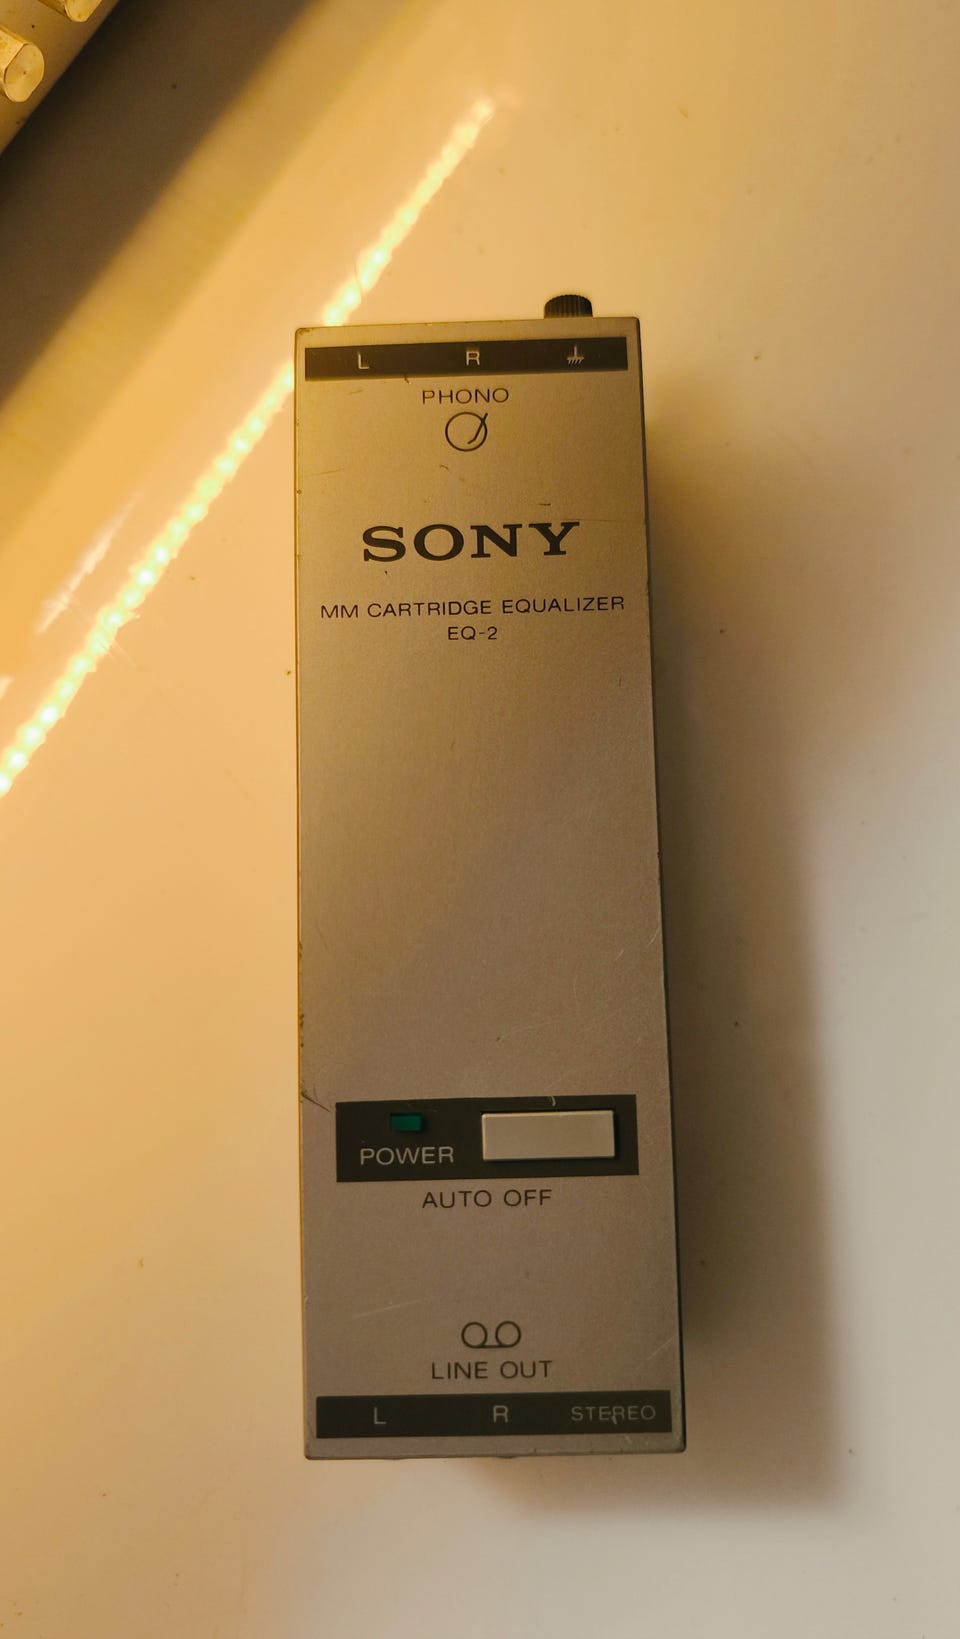 L R
PHONO
SONY
MM CARTRIDGE EQUALIZER
EQ-2
POWER
AUTO OFF
LINE OUT
L R STEREO